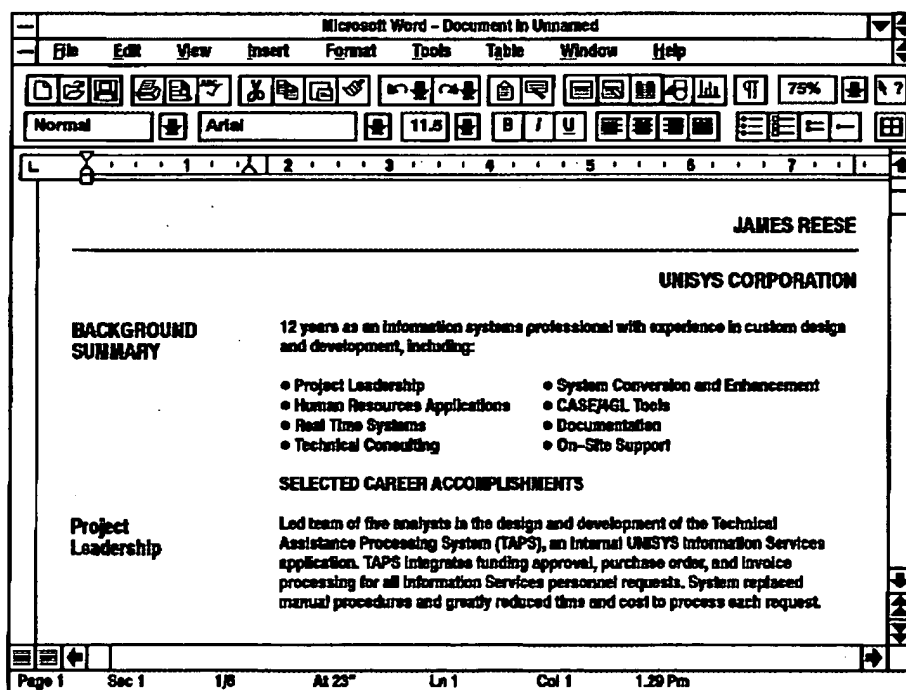 Microsoft Word – Document in Unnamed
File Edit View Insert Format Tools Table Window Help
ABC 75% ?
Normal Arial 11.5 B I U
L 1 2 3 4 5 6 7
JAMES REESE
UNISYS CORPORATION
BACKGROUND SUMMARY
12 years as an information systems professional with experience in custom design
and development, including:
● Project Leadership ● System Conversion and Enhancement
● Human Resources Applications ● CASE/4GL Tools
● Real Time Systems ● Documentation
● Technical Consulting ● On–Site Support
SELECTED CAREER ACCOMPLISHMENTS
Project
Leadership
Led team of five analysts in the design and development of the Technical
Assistance Processing System (TAPS), an internal UNISYS Information Services
application. TAPS integrates funding approval, purchase order, and invoice
processing for all Information Services personnel requests. System replaced
manual procedures and greatly reduced time and cost to process each request.
Page 1 Sec 1 1/6 At 23" Ln 1 Col 1 1.29 Pm